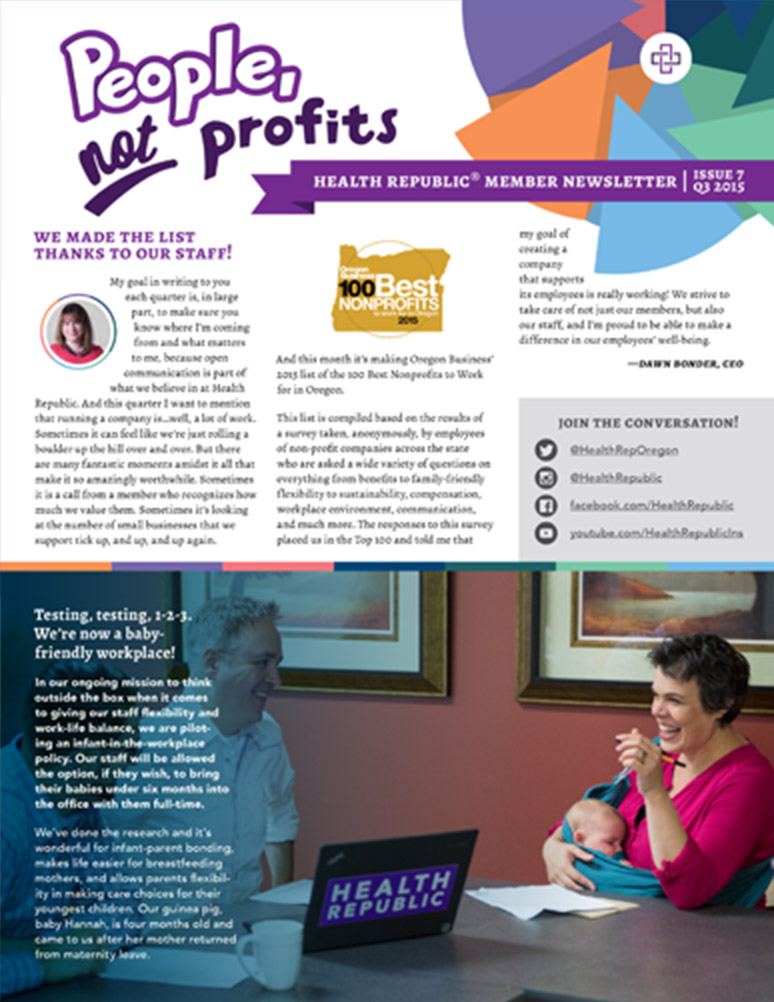 People,
not profits
HEALTH REPUBLIC® MEMBER NEWSLETTER | ISSUE 7
Q3 2015
WE MADE THE LIST
THANKS TO OUR STAFF!
My goal in writing to you
each quarter is, in large
part, to make sure you
know where I'm coming
from and what matters
to me, because open
communication is part of
what we believe in at Health
Republic. And this quarter I want to mention
that running a company is...well, a lot of work.
Sometimes it can feel like we're just rolling a
boulder up the hill over and over. But there
are many fantastic moments amidst it all that
make it so amazingly worthwhile. Sometimes
it is a call from a member who recognizes how
much we value them. Sometimes it's looking
at the number of small businesses that we
support tick up, and up, and up again.
Oregon
Business
100 Best
NONPROFITS
to work for in Oregon
2015
And this month it's making Oregon Business'
2015 list of the 100 Best Nonprofits to Work
for in Oregon.
This list is compiled based on the results of
a survey taken, anonymously, by employees
of non-profit companies across the state
who are asked a wide variety of questions on
everything from benefits to family-friendly
flexibility to sustainability, compensation,
workplace environment, communication,
and much more. The responses to this survey
placed us in the Top 100 and told me that
my goal of
creating a
company
that supports
its employees is really working! We strive to
take care of not just our members, but also
our staff, and I'm proud to be able to make a
difference in our employees' well-being.
—DAWN BONDER, CEO
JOIN THE CONVERSATION!
@HealthRepOregon
@HealthRepublic
facebook.com/HealthRepublic
youtube.com/HealthRepublicIns
Testing, testing, 1-2-3.
We're now a baby-
friendly workplace!
In our ongoing mission to think
outside the box when it comes
to giving our staff flexibility and
work-life balance, we are pilot-
ing an infant-in-the-workplace
policy. Our staff will be allowed
the option, if they wish, to bring
their babies under six months into
the office with them full-time.
We've done the research and it's
wonderful for infant-parent bonding,
makes life easier for breastfeeding
mothers, and allows parents flexibil-
ity in making care choices for their
youngest children. Our guinea pig,
baby Hannah, is four months old and
came to us after her mother returned
from maternity leave.
HEALTH
REPUBLIC